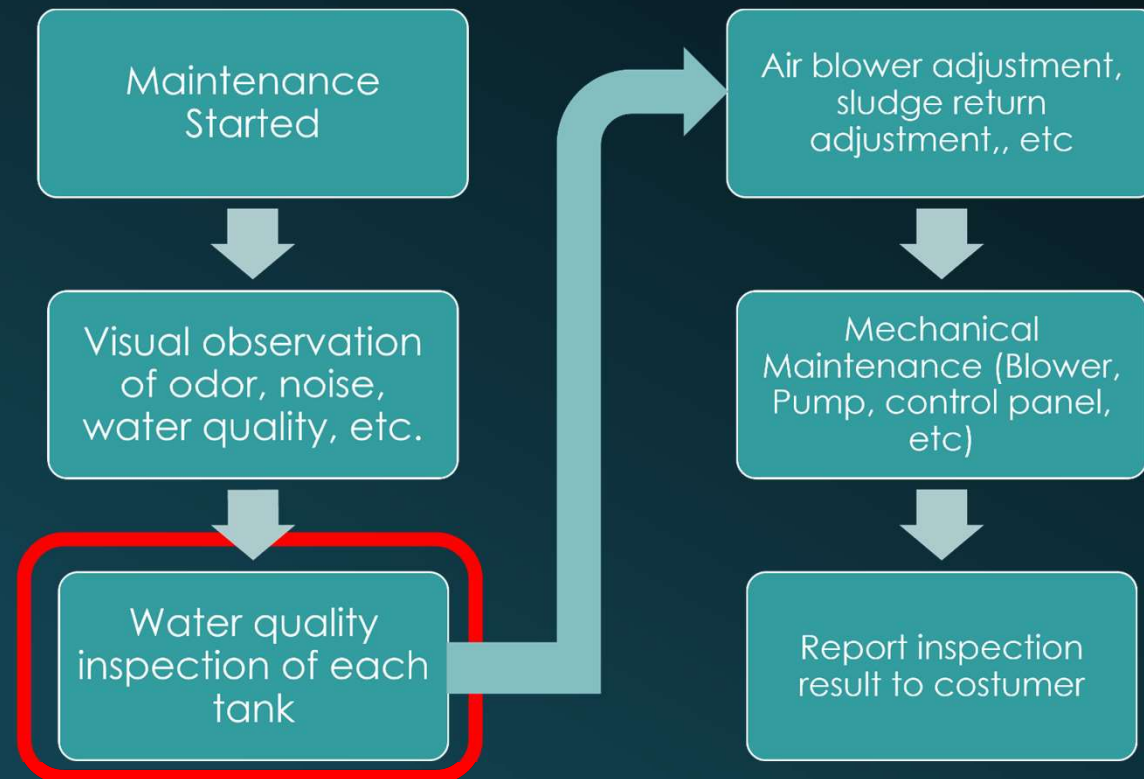 Maintenance
Started
Visual observation
of odor, noise,
water quality, etc.
Water quality
inspection of each
tank
Air blower adjustment,
sludge return
adjustment,, etc
Mechanical
Maintenance (Blower,
Pump, control panel,
etc)
Report inspection
result to costumer